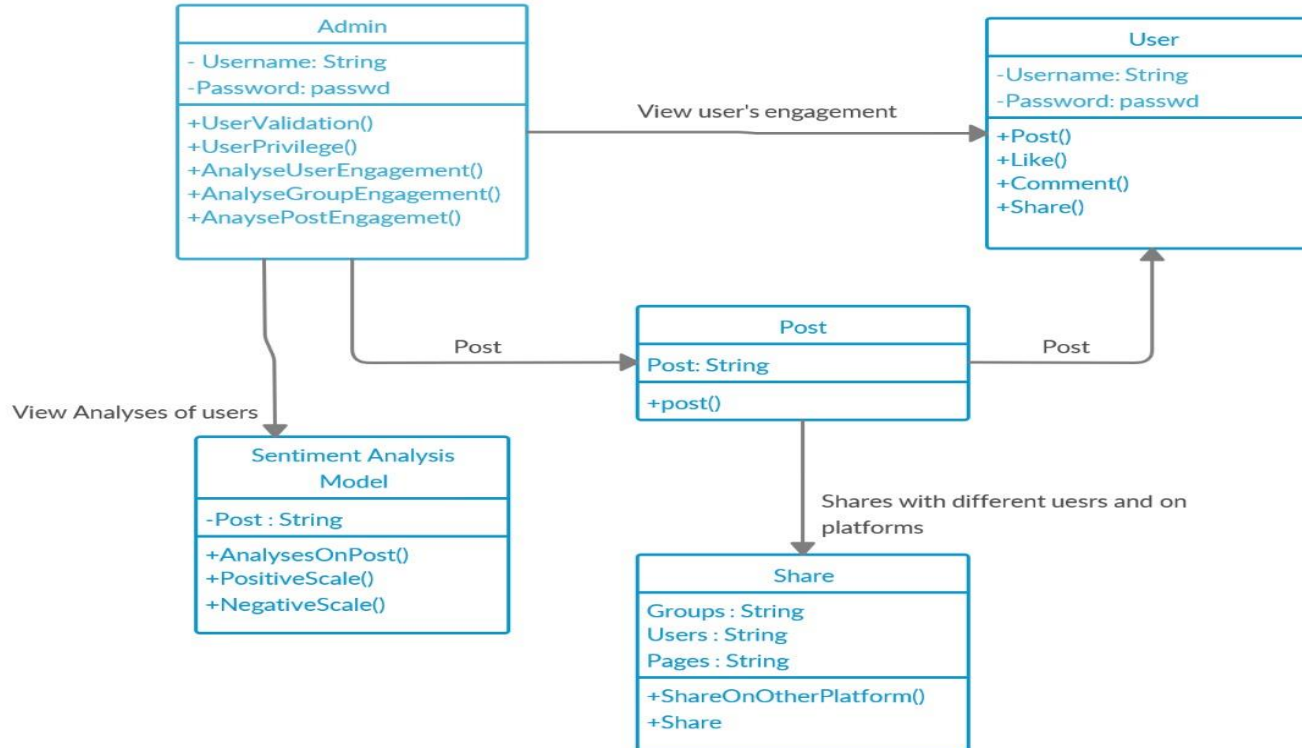 Admin
- Username: String
-Password: passwd
+UserValidation()
+UserPrivilege()
+AnalyseUserEngagement()
+AnalyseGroupEngagement()
+AnaysePostEngagemet()
View user's engagement
User
-Username: String
-Password: passwd
+Post()
+Like()
+Comment()
+Share()
Post
Post
Post: String
+post()
Post
View Analyses of users
Sentiment Analysis
Model
-Post : String
+AnalysesOnPost()
+PositiveScale()
+NegativeScale()
Shares with different uesrs and on
platforms
Share
Groups : String
Users : String
Pages : String
+ShareOnOtherPlatform()
+Share